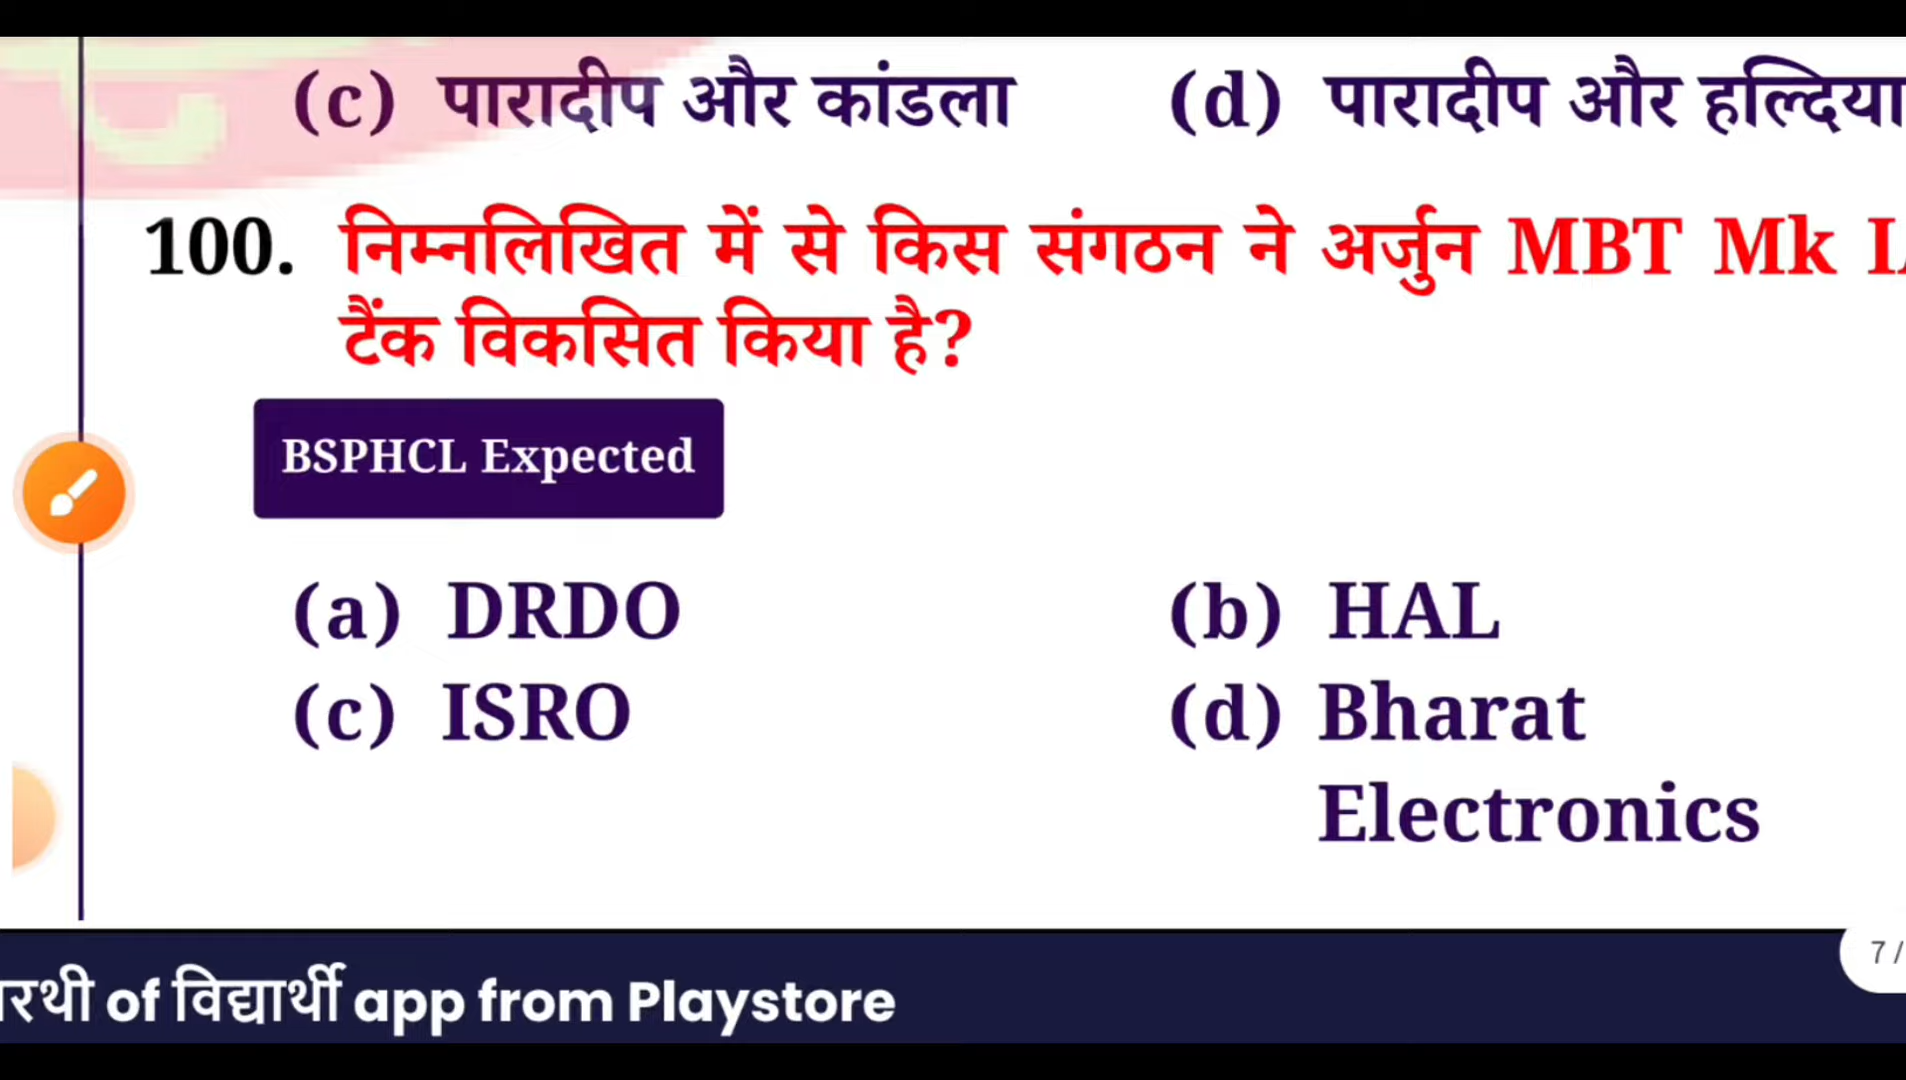 (c) पारादीप और कांडला (d) पारादीप और हल्दिया
100. निम्नलिखित में से किस संगठन ने अर्जुन MBT Mk
टैंक विकसित किया है?
BSPHCL Expected
(a) DRDO (b) HAL
(c) ISRO (d) Bharat
Electronics
7 /
of विद्यार्थी app from Playstore